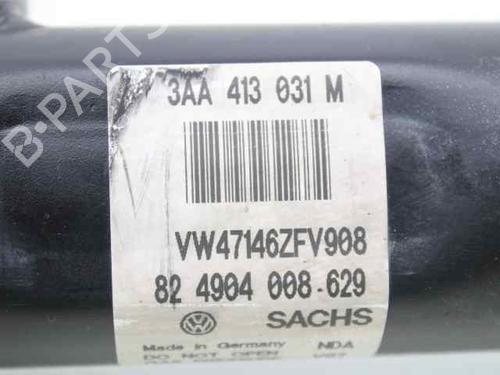 B-PARTS
3AA 413 031 M
VW47146ZFV908
82 4904 008-629
SACHS
Made in Germany NDA
DO NOT OPEN